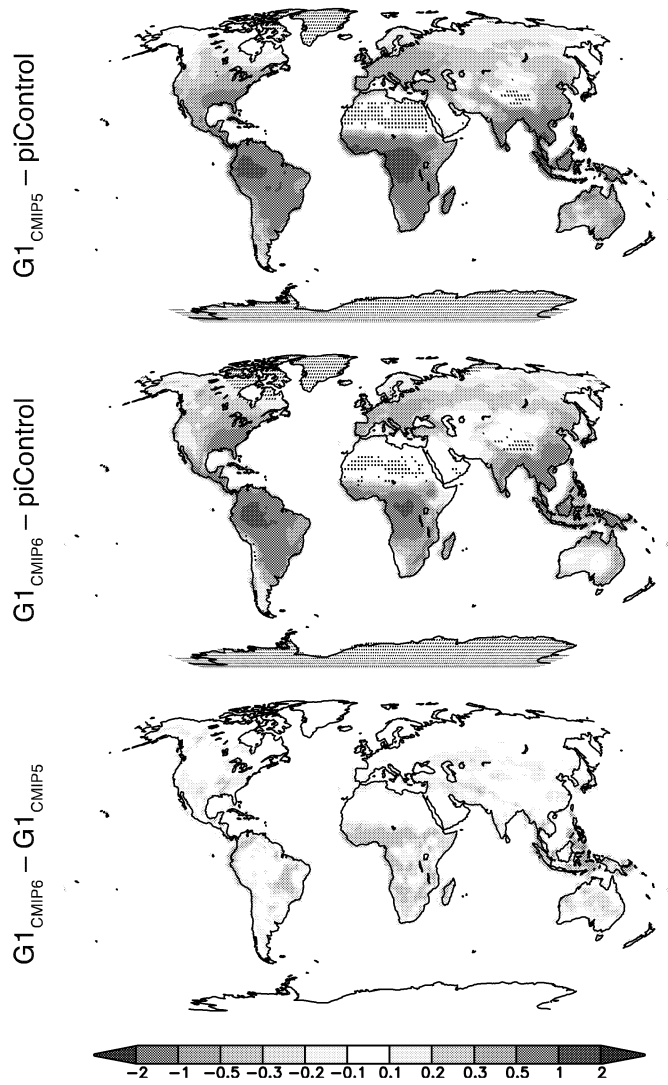 G1CMIP5 – piControl
G1CMIP6 – piControl
G1CMIP6 – G1CMIP5
−2 −1 −0.5 −0.3 −0.2 −0.1 0.1 0.2 0.3 0.5 1 2